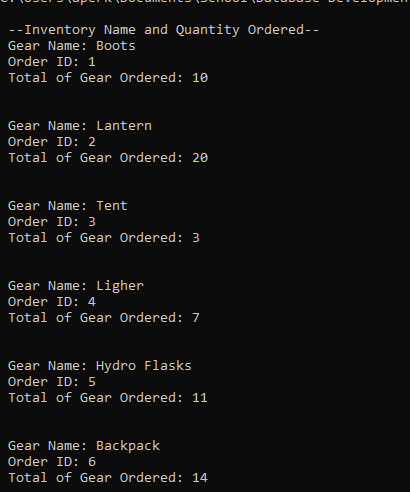 --Inventory Name and Quantity Ordered--
Gear Name: Boots
Order ID: 1
Total of Gear Ordered: 10
Gear Name: Lantern
Order ID: 2
Total of Gear Ordered: 20
Gear Name: Tent
Order ID: 3
Total of Gear Ordered: 3
Gear Name: Ligher
Order ID: 4
Total of Gear Ordered: 7
Gear Name: Hydro Flasks
Order ID: 5
Total of Gear Ordered: 11
Gear Name: Backpack
Order ID: 6
Total of Gear Ordered: 14